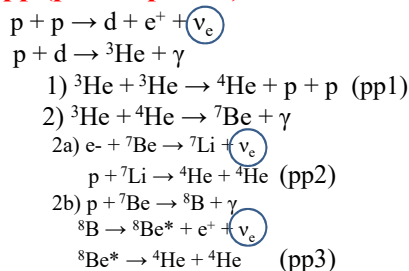 p + p → d + e⁺ + νₑ
p + d → ³He + γ
1) ³He + ³He → ⁴He + p + p (pp1)
2) ³He + ⁴He → ⁷Be + γ
2a) e- + ⁷Be → ⁷Li + νₑ
p + ⁷Li → ⁴He + ⁴He (pp2)
2b) p + ⁷Be → ⁸B + γ
⁸B → ⁸Be* + e⁺ + νₑ
⁸Be* → ⁴He + ⁴He (pp3)